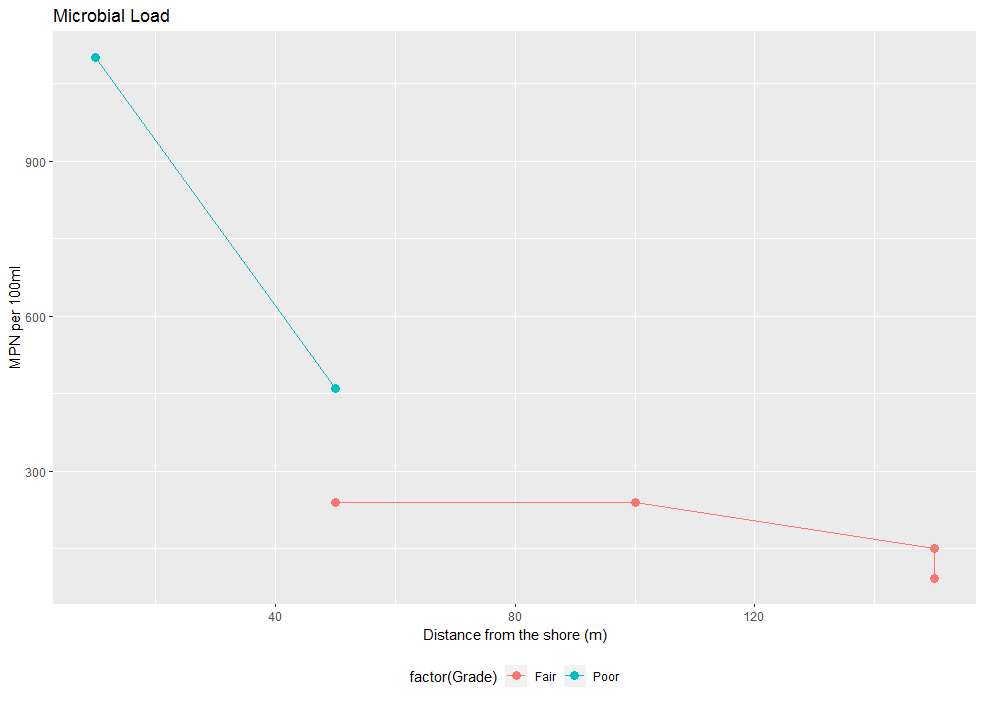 Microbial Load
MPN per 100ml
900
600
300
40
80
120
Distance from the shore (m)
factor(Grade) Fair Poor